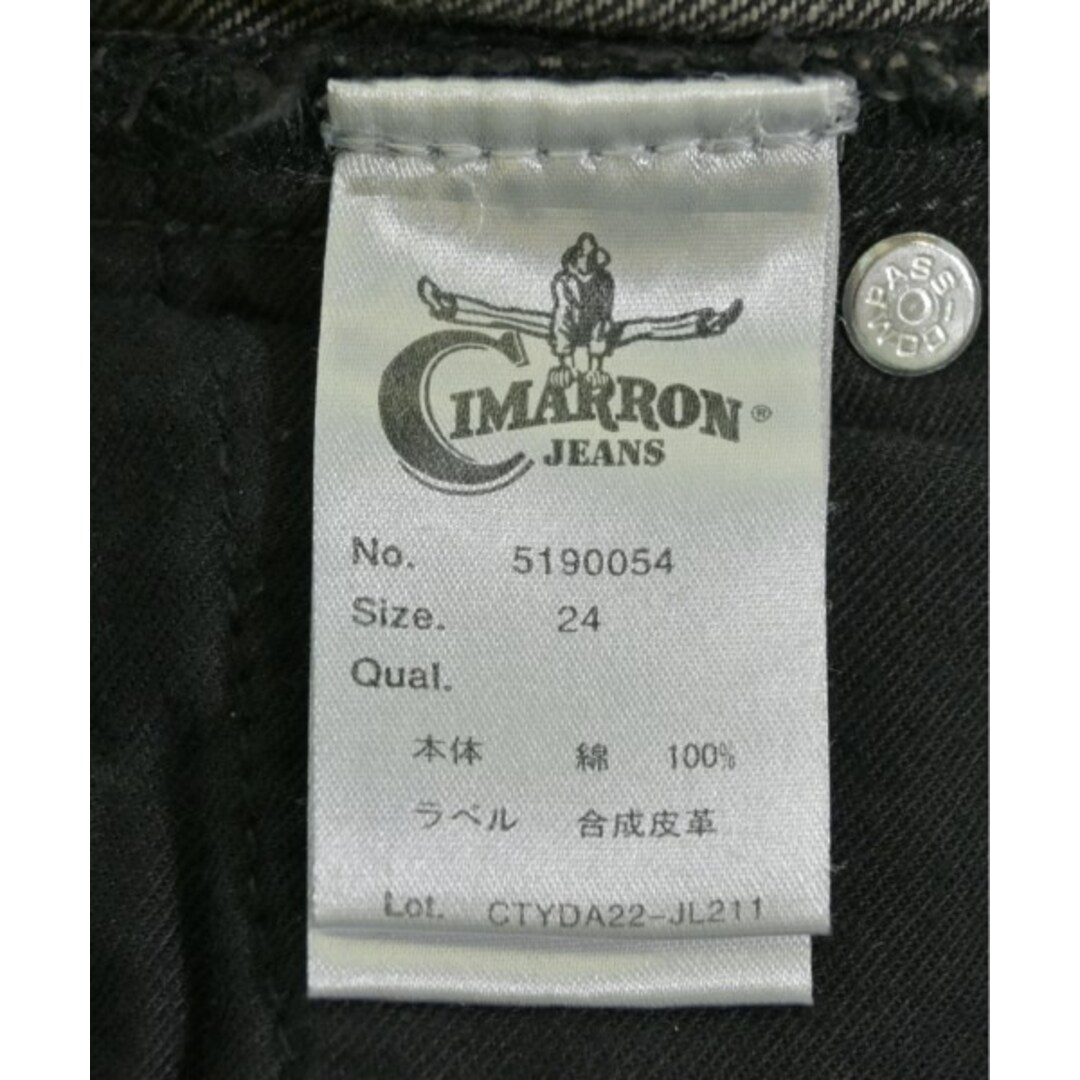 CIMARRON ®
JEANS
COMPASS
No. 5190054
Size. 24
Qual.
本体 綿 100%
ラベル 合成皮革
Lot. CTYDA22-JL211